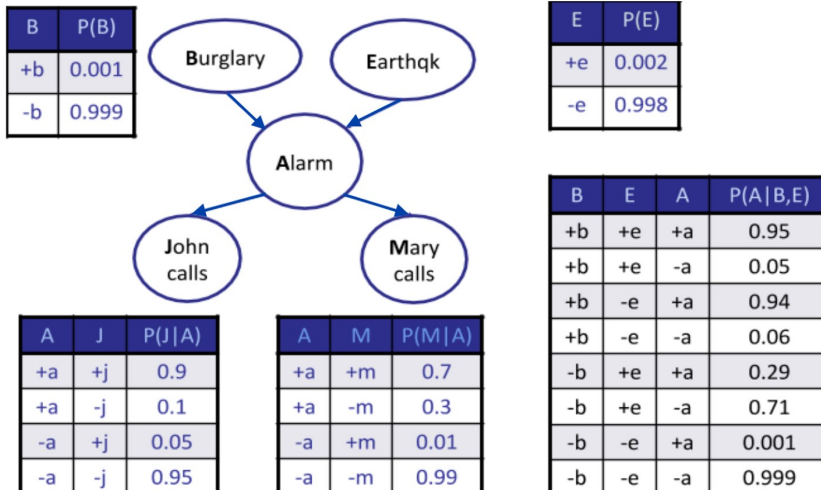 B P(B)
+b 0.001
-b 0.999
Burglary
Earthqk
E P(E)
+e 0.002
-e 0.998
Alarm
John
calls
Mary
calls
A J P(J|A)
+a +j 0.9
+a -j 0.1
-a +j 0.05
-a -j 0.95
A M P(M|A)
+a +m 0.7
+a -m 0.3
-a +m 0.01
-a -m 0.99
B E A P(A|B,E)
+b +e +a 0.95
+b +e -a 0.05
+b -e +a 0.94
+b -e -a 0.06
-b +e +a 0.29
-b +e -a 0.71
-b -e +a 0.001
-b -e -a 0.999